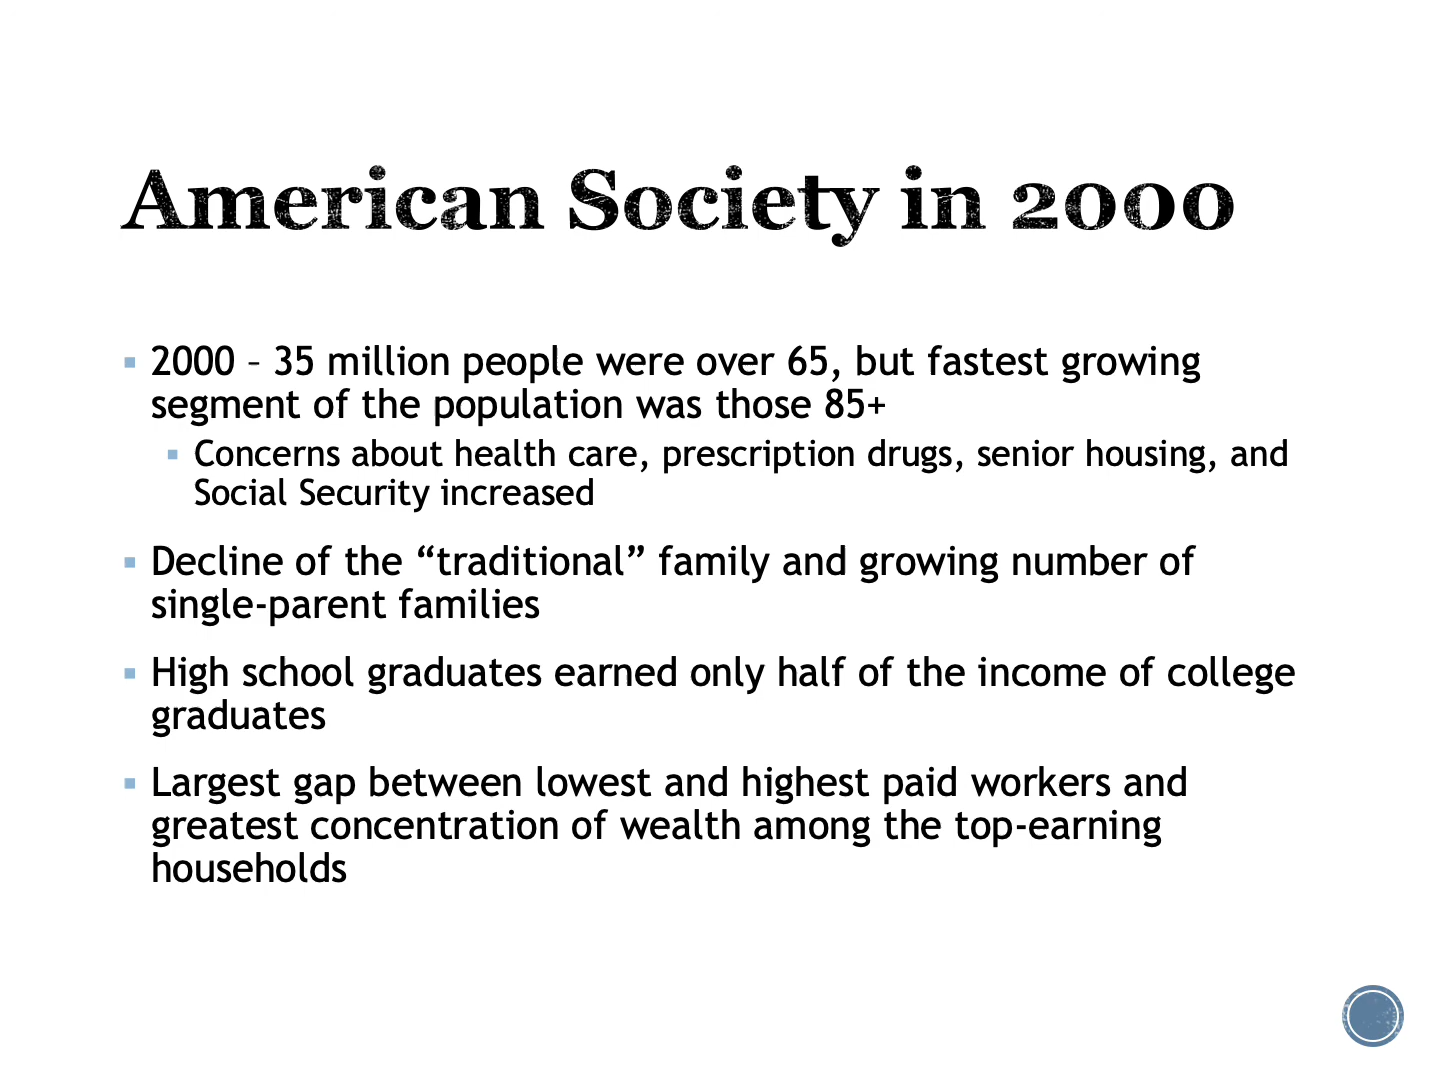 American Society in 2000
▪ 2000 – 35 million people were over 65, but fastest growing
segment of the population was those 85+
▪ Concerns about health care, prescription drugs, senior housing, and
Social Security increased
▪ Decline of the “traditional” family and growing number of
single-parent families
▪ High school graduates earned only half of the income of college
graduates
▪ Largest gap between lowest and highest paid workers and
greatest concentration of wealth among the top-earning
households